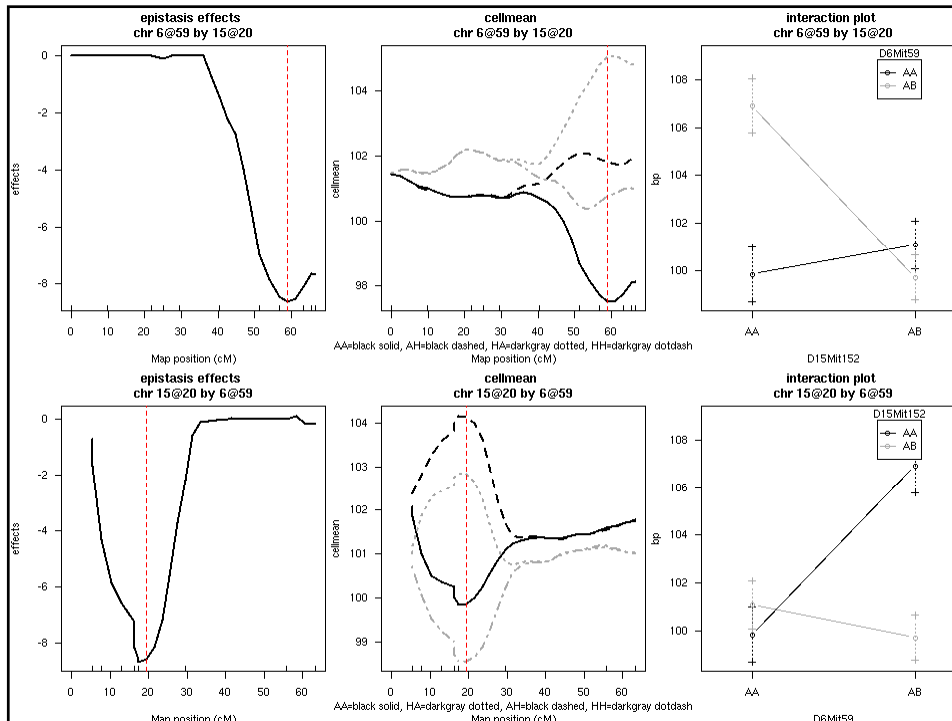 epistasis effects
chr 6@59 by 15@20
effects
0
-2
-4
-6
-8
0 10 20 30 40 50 60
Map position (cM)
cellmean
chr 6@59 by 15@20
cellmean
104
102
100
98
0 10 20 30 40 50 60
AA=black solid, AH=black dashed, HA=darkgray dotted, HH=darkgray dotdash
Map position (cM)
interaction plot
chr 6@59 by 15@20
D6Mit59
AA
AB
bp
108
106
104
102
100
AA AB
D15Mit152
epistasis effects
chr 15@20 by 6@59
effects
0
-2
-4
-6
-8
0 10 20 30 40 50 60
Map position (cM)
cellmean
chr 15@20 by 6@59
cellmean
104
103
102
101
100
99
0 10 20 30 40 50 60
AA=black solid, HA=darkgray dotted, AH=black dashed, HH=darkgray dotdash
Map position (cM)
interaction plot
chr 15@20 by 6@59
D15Mit152
AA
AB
bp
108
106
104
102
100
AA AB
D6Mit59